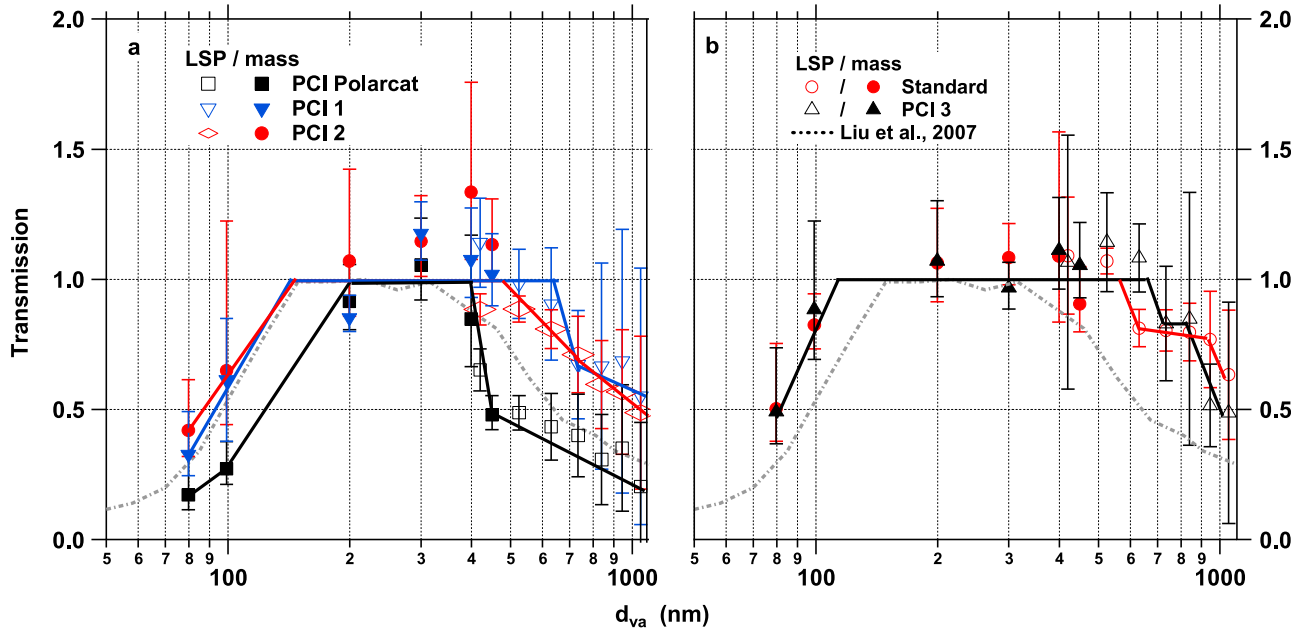 2.0
1.5
1.0
0.5
0.0
Transmission
a
LSP / mass
PCI Polarcat
PCI 1
PCI 2
5 6 7 8 9 100 2 3 4 5 6 7 8 9 1000
b
LSP / mass
/ Standard
/ PCI 3
Liu et al., 2007
5 6 7 8 9 100 2 3 4 5 6 7 8 9 1000
2.0
1.5
1.0
0.5
0.0
dva (nm)